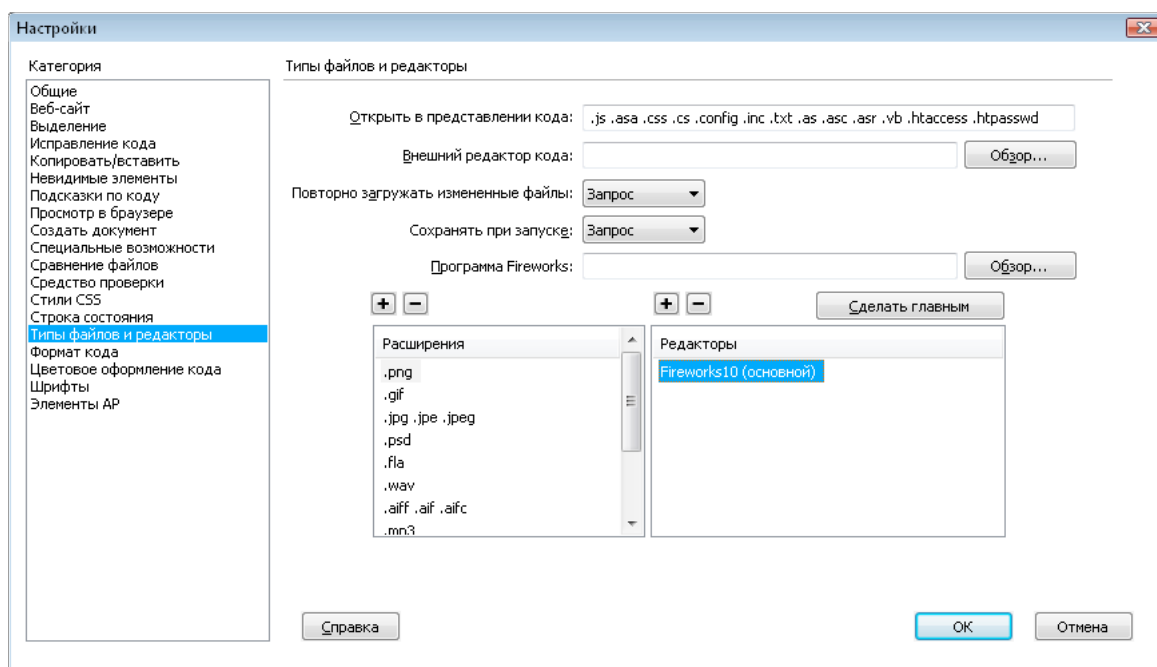 Настройки
Категория
Общие
Веб-сайт
Выделение
Исправление кода
Копировать/вставить
Невидимые элементы
Подсказки по коду
Просмотр в браузере
Создать документ
Специальные возможности
Сравнение файлов
Средство проверки
Стили CSS
Строка состояния
Типы файлов и редакторы
Формат кода
Цветовое оформление кода
Шрифты
Элементы AP
Типы файлов и редакторы
Открыть в представлении кода: .js .asa .css .cs .config .inc .txt .as .asc .asr .vb .htaccess .htpasswd
Внешний редактор кода: Обзор...
Повторно загружать измененные файлы: Запрос
Сохранять при запуске: Запрос
Программа Fireworks: Обзор...
+ − + − Сделать главным
Расширения
.png
.gif
.jpg .jpe .jpeg
.psd
.fla
.wav
.aiff .aif .aifc
.mp3
Редакторы
Fireworks10 (основной)
Справка OK Отмена